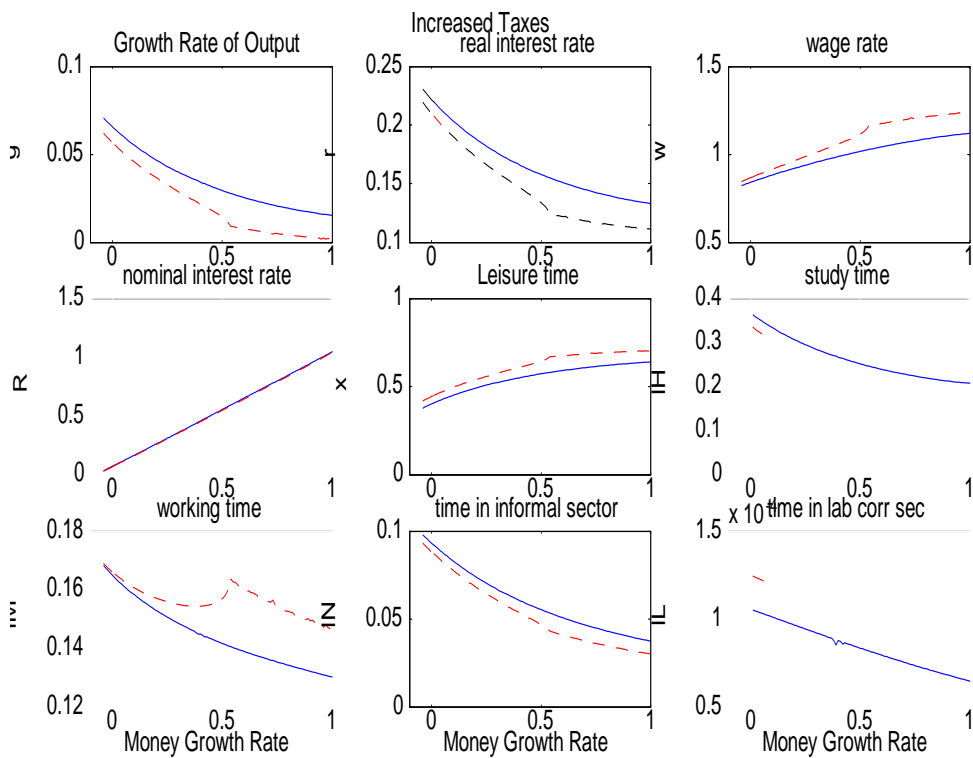 Increased Taxes
Growth Rate of Output
real interest rate
wage rate
0.1
0.05
0
g
0
0.5
1
0.25
0.2
0.15
0.1
r
0
0.5
1
1.5
1
0.5
w
0
0.5
1
nominal interest rate
Leisure time
study time
1.5
1
0.5
0
R
0
0.5
1
1
0.5
0
x
0
0.5
1
0.4
0.3
0.2
0.1
0
lH
0
0.5
1
working time
time in informal sector
x 10
time in lab corr sec
0.18
0.16
0.14
0.12
lM
0
0.5
1
Money Growth Rate
0.1
0.05
0
lN
0
0.5
1
Money Growth Rate
1.5
1
0.5
lL
0
0.5
1
Money Growth Rate